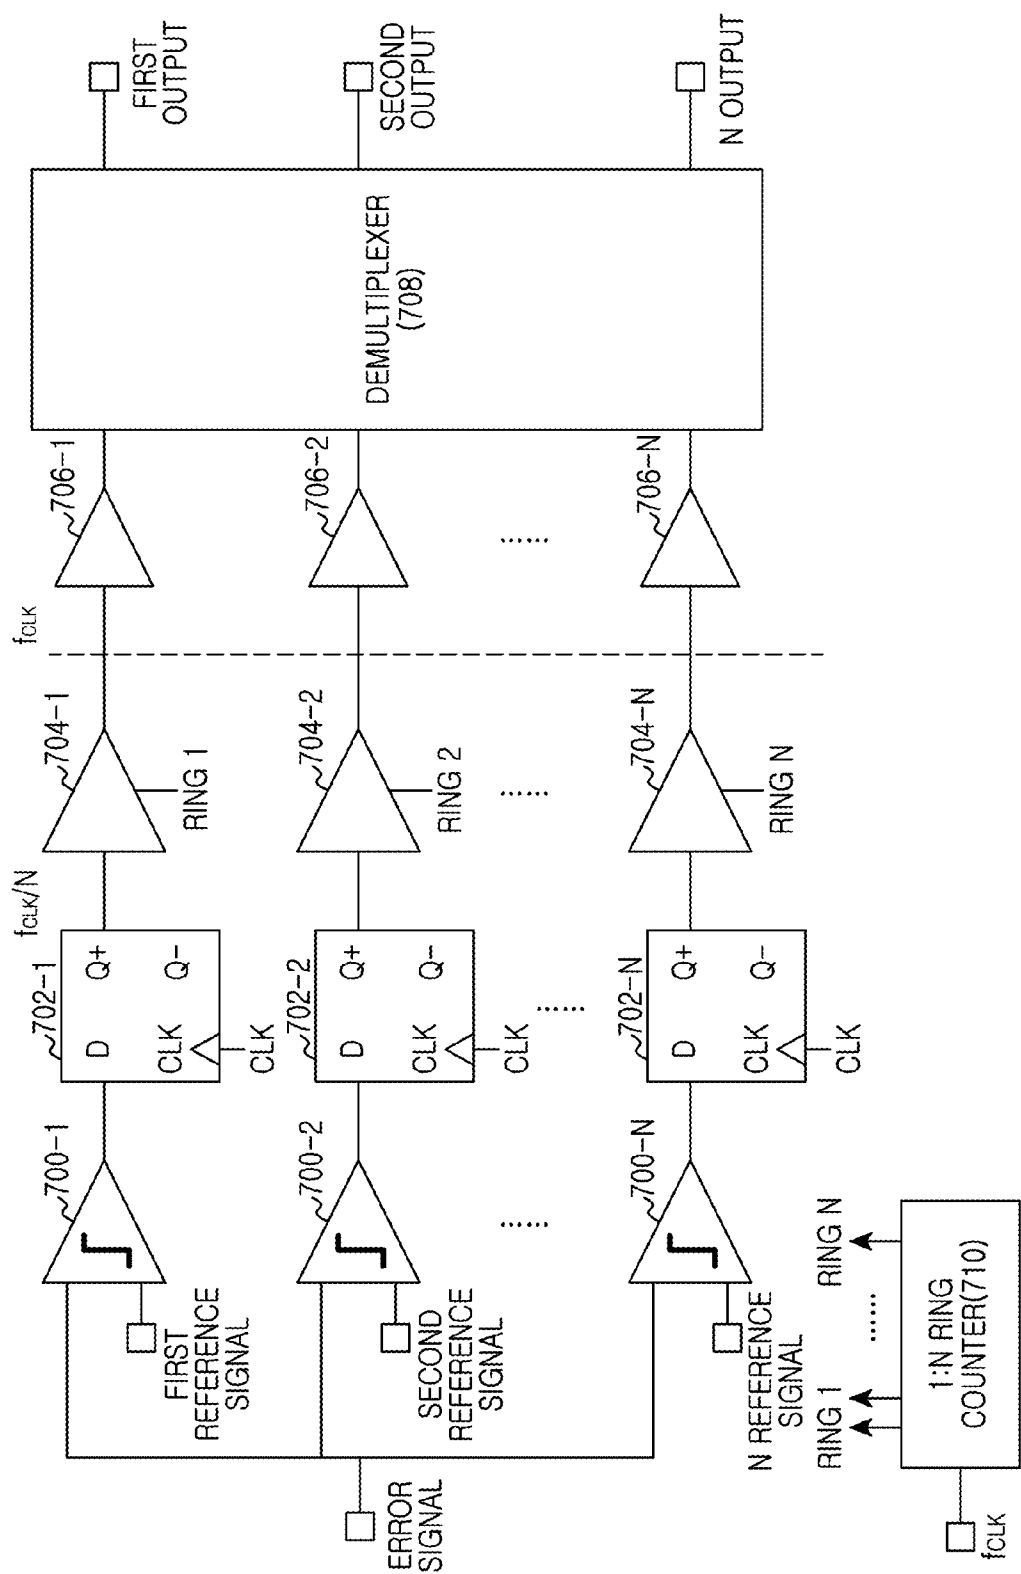 ERROR
SIGNAL
FIRST
REFERENCE
SIGNAL
700-1
702-1
D
Q+
CLK
Q-
CLK
fCLK/N
704-1
RING 1
fCLK
706-1
FIRST
OUTPUT
SECOND
REFERENCE
SIGNAL
700-2
702-2
D
Q+
CLK
Q-
CLK
704-2
RING 2
706-2
DEMULTIPLEXER
(708)
SECOND
OUTPUT
......
......
......
......
N REFERENCE
SIGNAL
700-N
702-N
D
Q+
CLK
Q-
CLK
704-N
RING N
706-N
N OUTPUT
RING 1
......
RING N
fCLK
1:N RING
COUNTER(710)